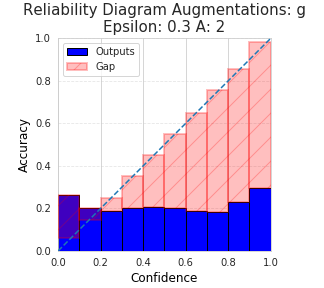 Reliability Diagram Augmentations: g
Epsilon: 0.3 A: 2
1.0
0.8
0.6
0.4
0.2
0.0
Accuracy
Outputs
Gap
0.0 0.2 0.4 0.6 0.8 1.0
Confidence